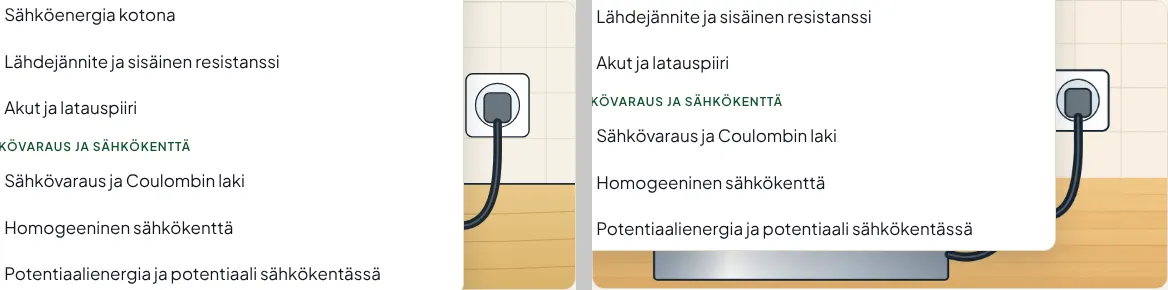 Sähköenergia kotona
Lähdejännite ja sisäinen resistanssi
Akut ja latauspiiri
KÖVARAUS JA SÄHKÖKENTTÄ
Sähkövaraus ja Coulombin laki
Homogeeninen sähkökenttä
Potentiaalienergia ja potentiaali sähkökentässä
Lähdejännite ja sisäinen resistanssi
Akut ja latauspiiri
KÖVARAUS JA SÄHKÖKENTTÄ
Sähkövaraus ja Coulombin laki
Homogeeninen sähkökenttä
Potentiaalienergia ja potentiaali sähkökentässä